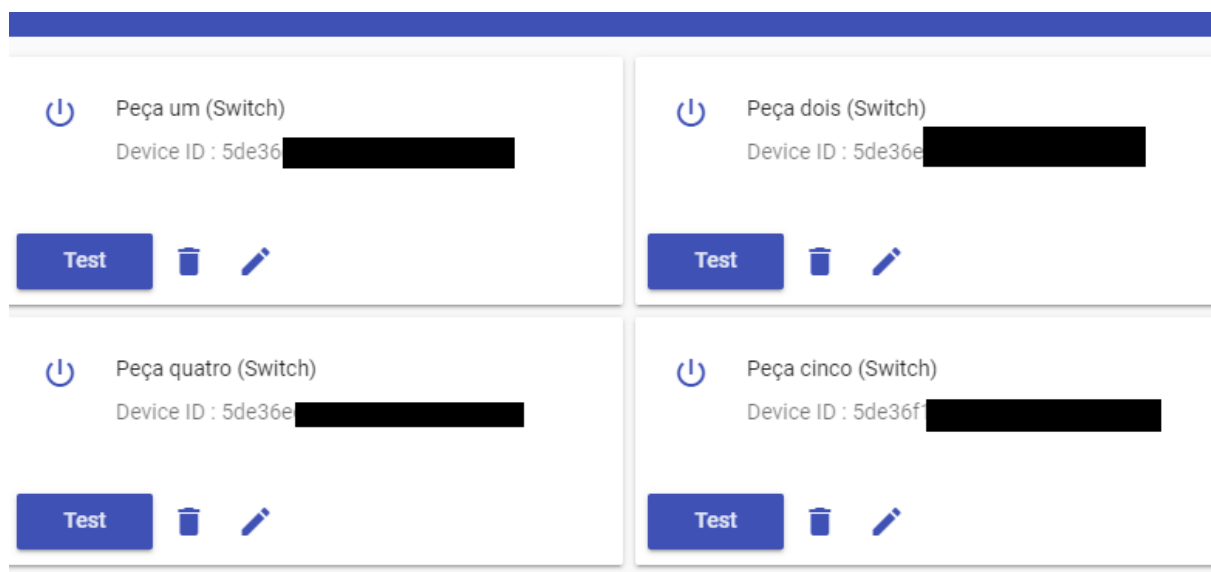 Peça um (Switch)
Device ID : 5de36
Test
Peça dois (Switch)
Device ID : 5de36e
Test
Peça quatro (Switch)
Device ID : 5de36e
Test
Peça cinco (Switch)
Device ID : 5de36f1
Test